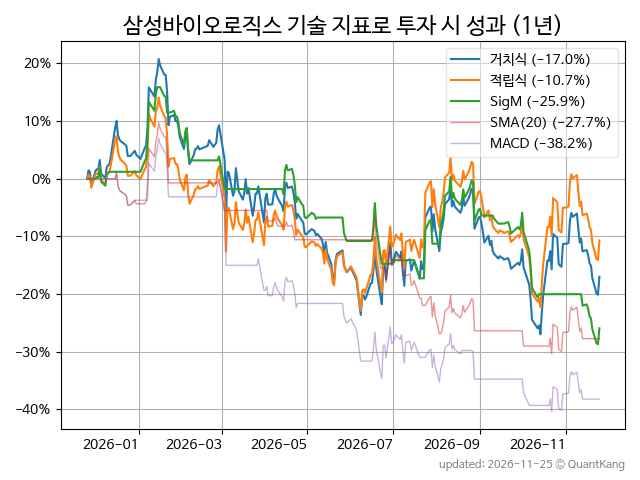 삼성바이오로직스 기술 지표로 투자 시 성과 (1년)
거치식 (−17.0%)
적립식 (−10.7%)
SigM (−25.9%)
SMA(20) (−27.7%)
MACD (−38.2%)
20%
10%
0%
−10%
−20%
−30%
−40%
2026-01 2026-03 2026-05 2026-07 2026-09 2026-11
updated: 2026-11-25 © QuantKang